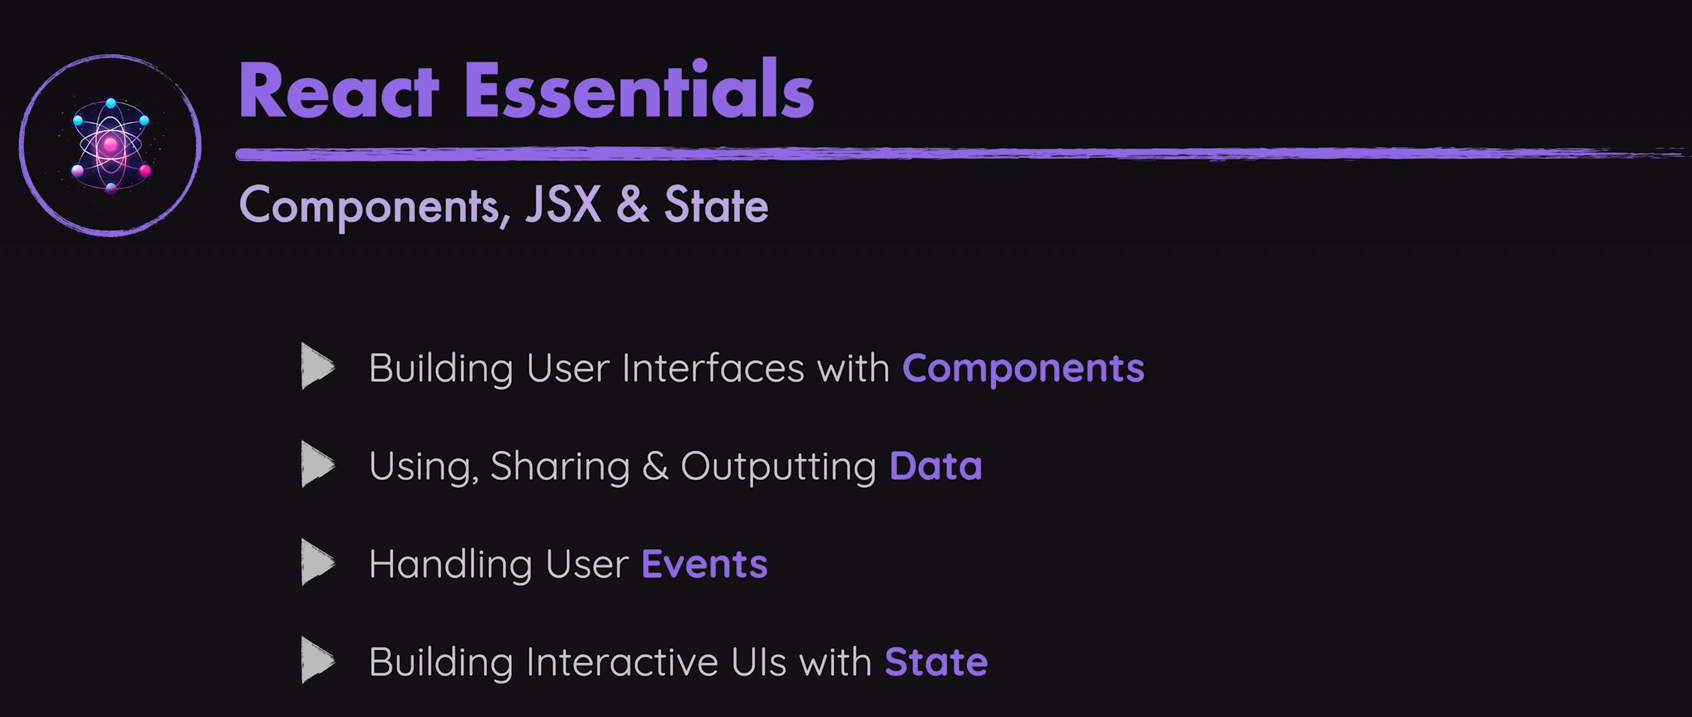 React Essentials
Components, JSX & State
Building User Interfaces with Components
Using, Sharing & Outputting Data
Handling User Events
Building Interactive UIs with State